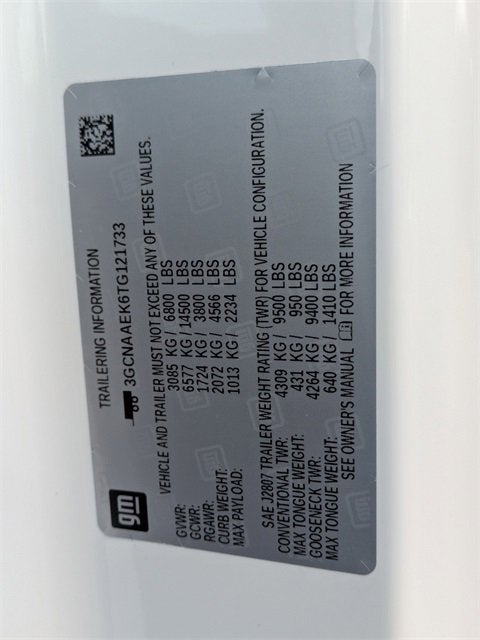 gm
TRAILERING INFORMATION
3GCNAAEK6TG121733
VEHICLE AND TRAILER MUST NOT EXCEED ANY OF THESE VALUES.
GVWR: 3085 KG / 6800 LBS
GCWR: 6577 KG /14500 LBS
RGAWR: 1724 KG / 3800 LBS
CURB WEIGHT: 2072 KG / 4566 LBS
MAX PAYLOAD: 1013 KG / 2234 LBS
SAE J2807 TRAILER WEIGHT RATING (TWR) FOR VEHICLE CONFIGURATION.
CONVENTIONAL TWR: 4309 KG / 9500 LBS
MAX TONGUE WEIGHT: 431 KG / 950 LBS
GOOSENECK TWR: 4264 KG / 9400 LBS
MAX TONGUE WEIGHT: 640 KG / 1410 LBS
SEE OWNER'S MANUAL FOR MORE INFORMATION